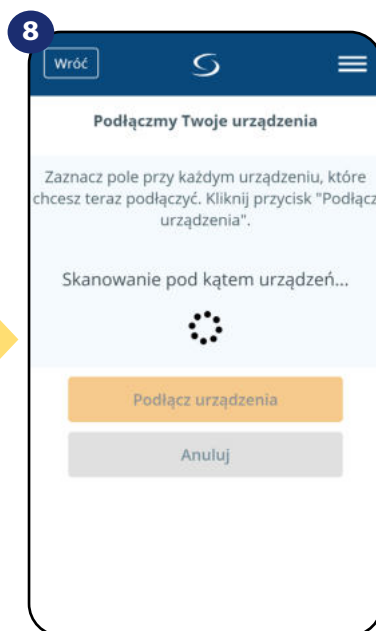 8
Wróć
Podłączmy Twoje urządzenia
Zaznacz pole przy każdym urządzeniu, które
chcesz teraz podłączyć. Kliknij przycisk "Podłącz
urządzenia".
Skanowanie pod kątem urządzeń...
Podłącz urządzenia
Anuluj